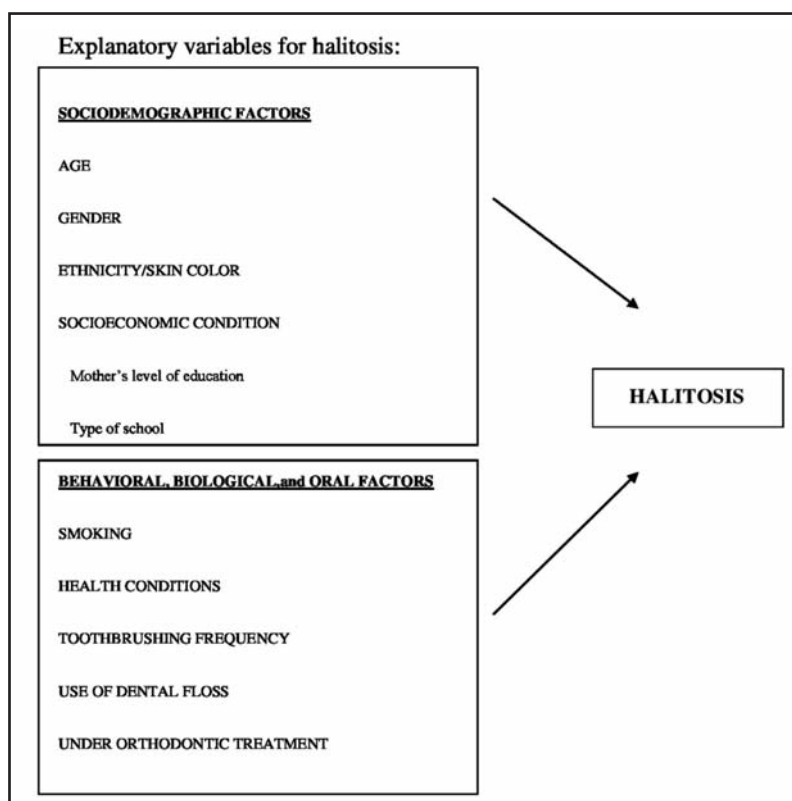 Explanatory variables for halitosis:
SOCIODEMOGRAPHIC FACTORS
AGE
GENDER
ETHNICITY/SKIN COLOR
SOCIOECONOMIC CONDITION
Mother's level of education
Type of school
HALITOSIS
BEHAVIORAL, BIOLOGICAL,and ORAL FACTORS
SMOKING
HEALTH CONDITIONS
TOOTHBRUSHING FREQUENCY
USE OF DENTAL FLOSS
UNDER ORTHODONTIC TREATMENT